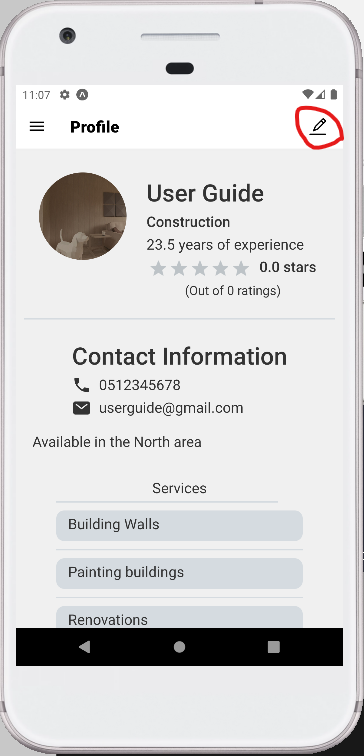 11:07
Profile
User Guide
Construction
23.5 years of experience
0.0 stars
(Out of 0 ratings)
Contact Information
0512345678
userguide@gmail.com
Available in the North area
Services
Building Walls
Painting buildings
Renovations